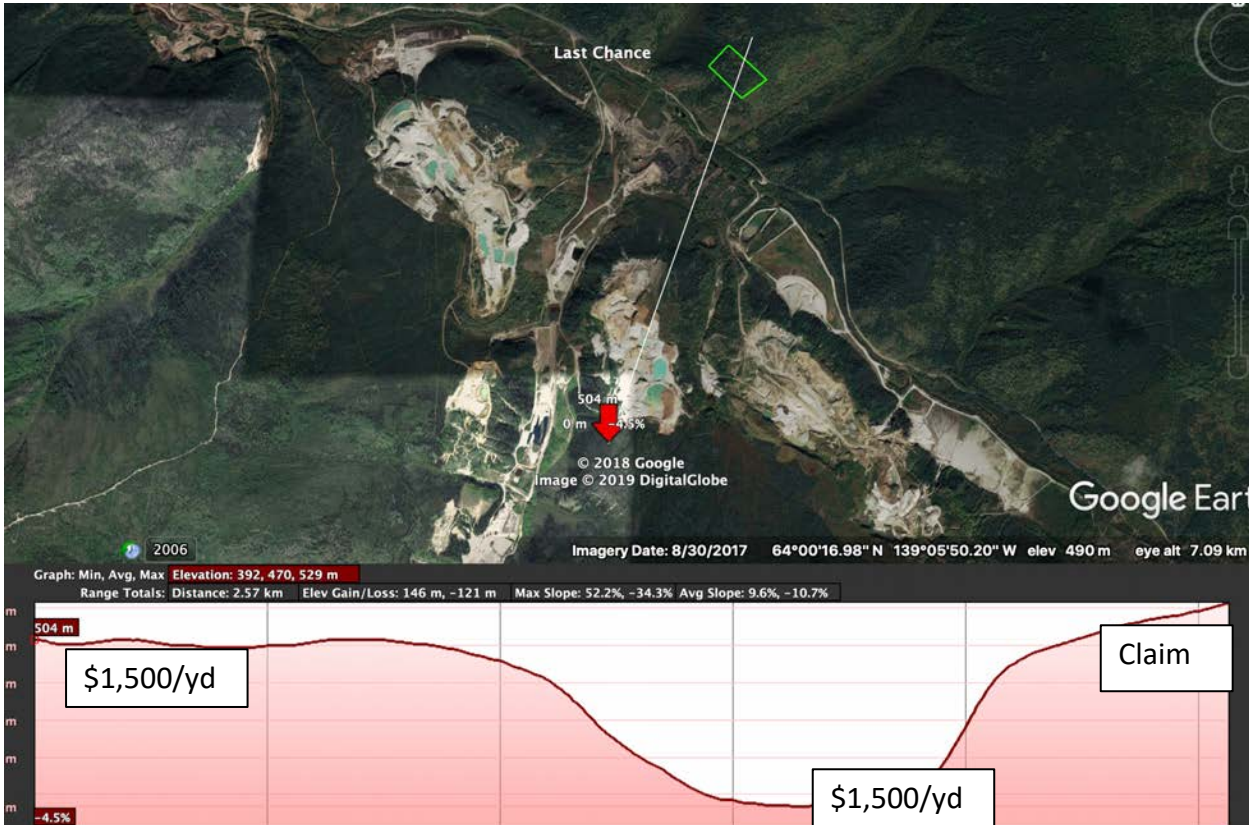 Last Chance
504 m
0 m -4.5%
© 2018 Google
Image © 2019 DigitalGlobe
Google Eart
2006
Imagery Date: 8/30/2017 64°00'16.98" N 139°05'50.20" W elev 490 m eye alt 7.09 km
Graph: Min, Avg, Max Elevation: 392, 470, 529 m
Range Totals: Distance: 2.57 km Elev Gain/Loss: 146 m, -121 m Max Slope: 52.2%, -34.3% Avg Slope: 9.6%, -10.7%
m
504 m
m
Claim
$1,500/yd
m
m
m
$1,500/yd
m
-4.5%